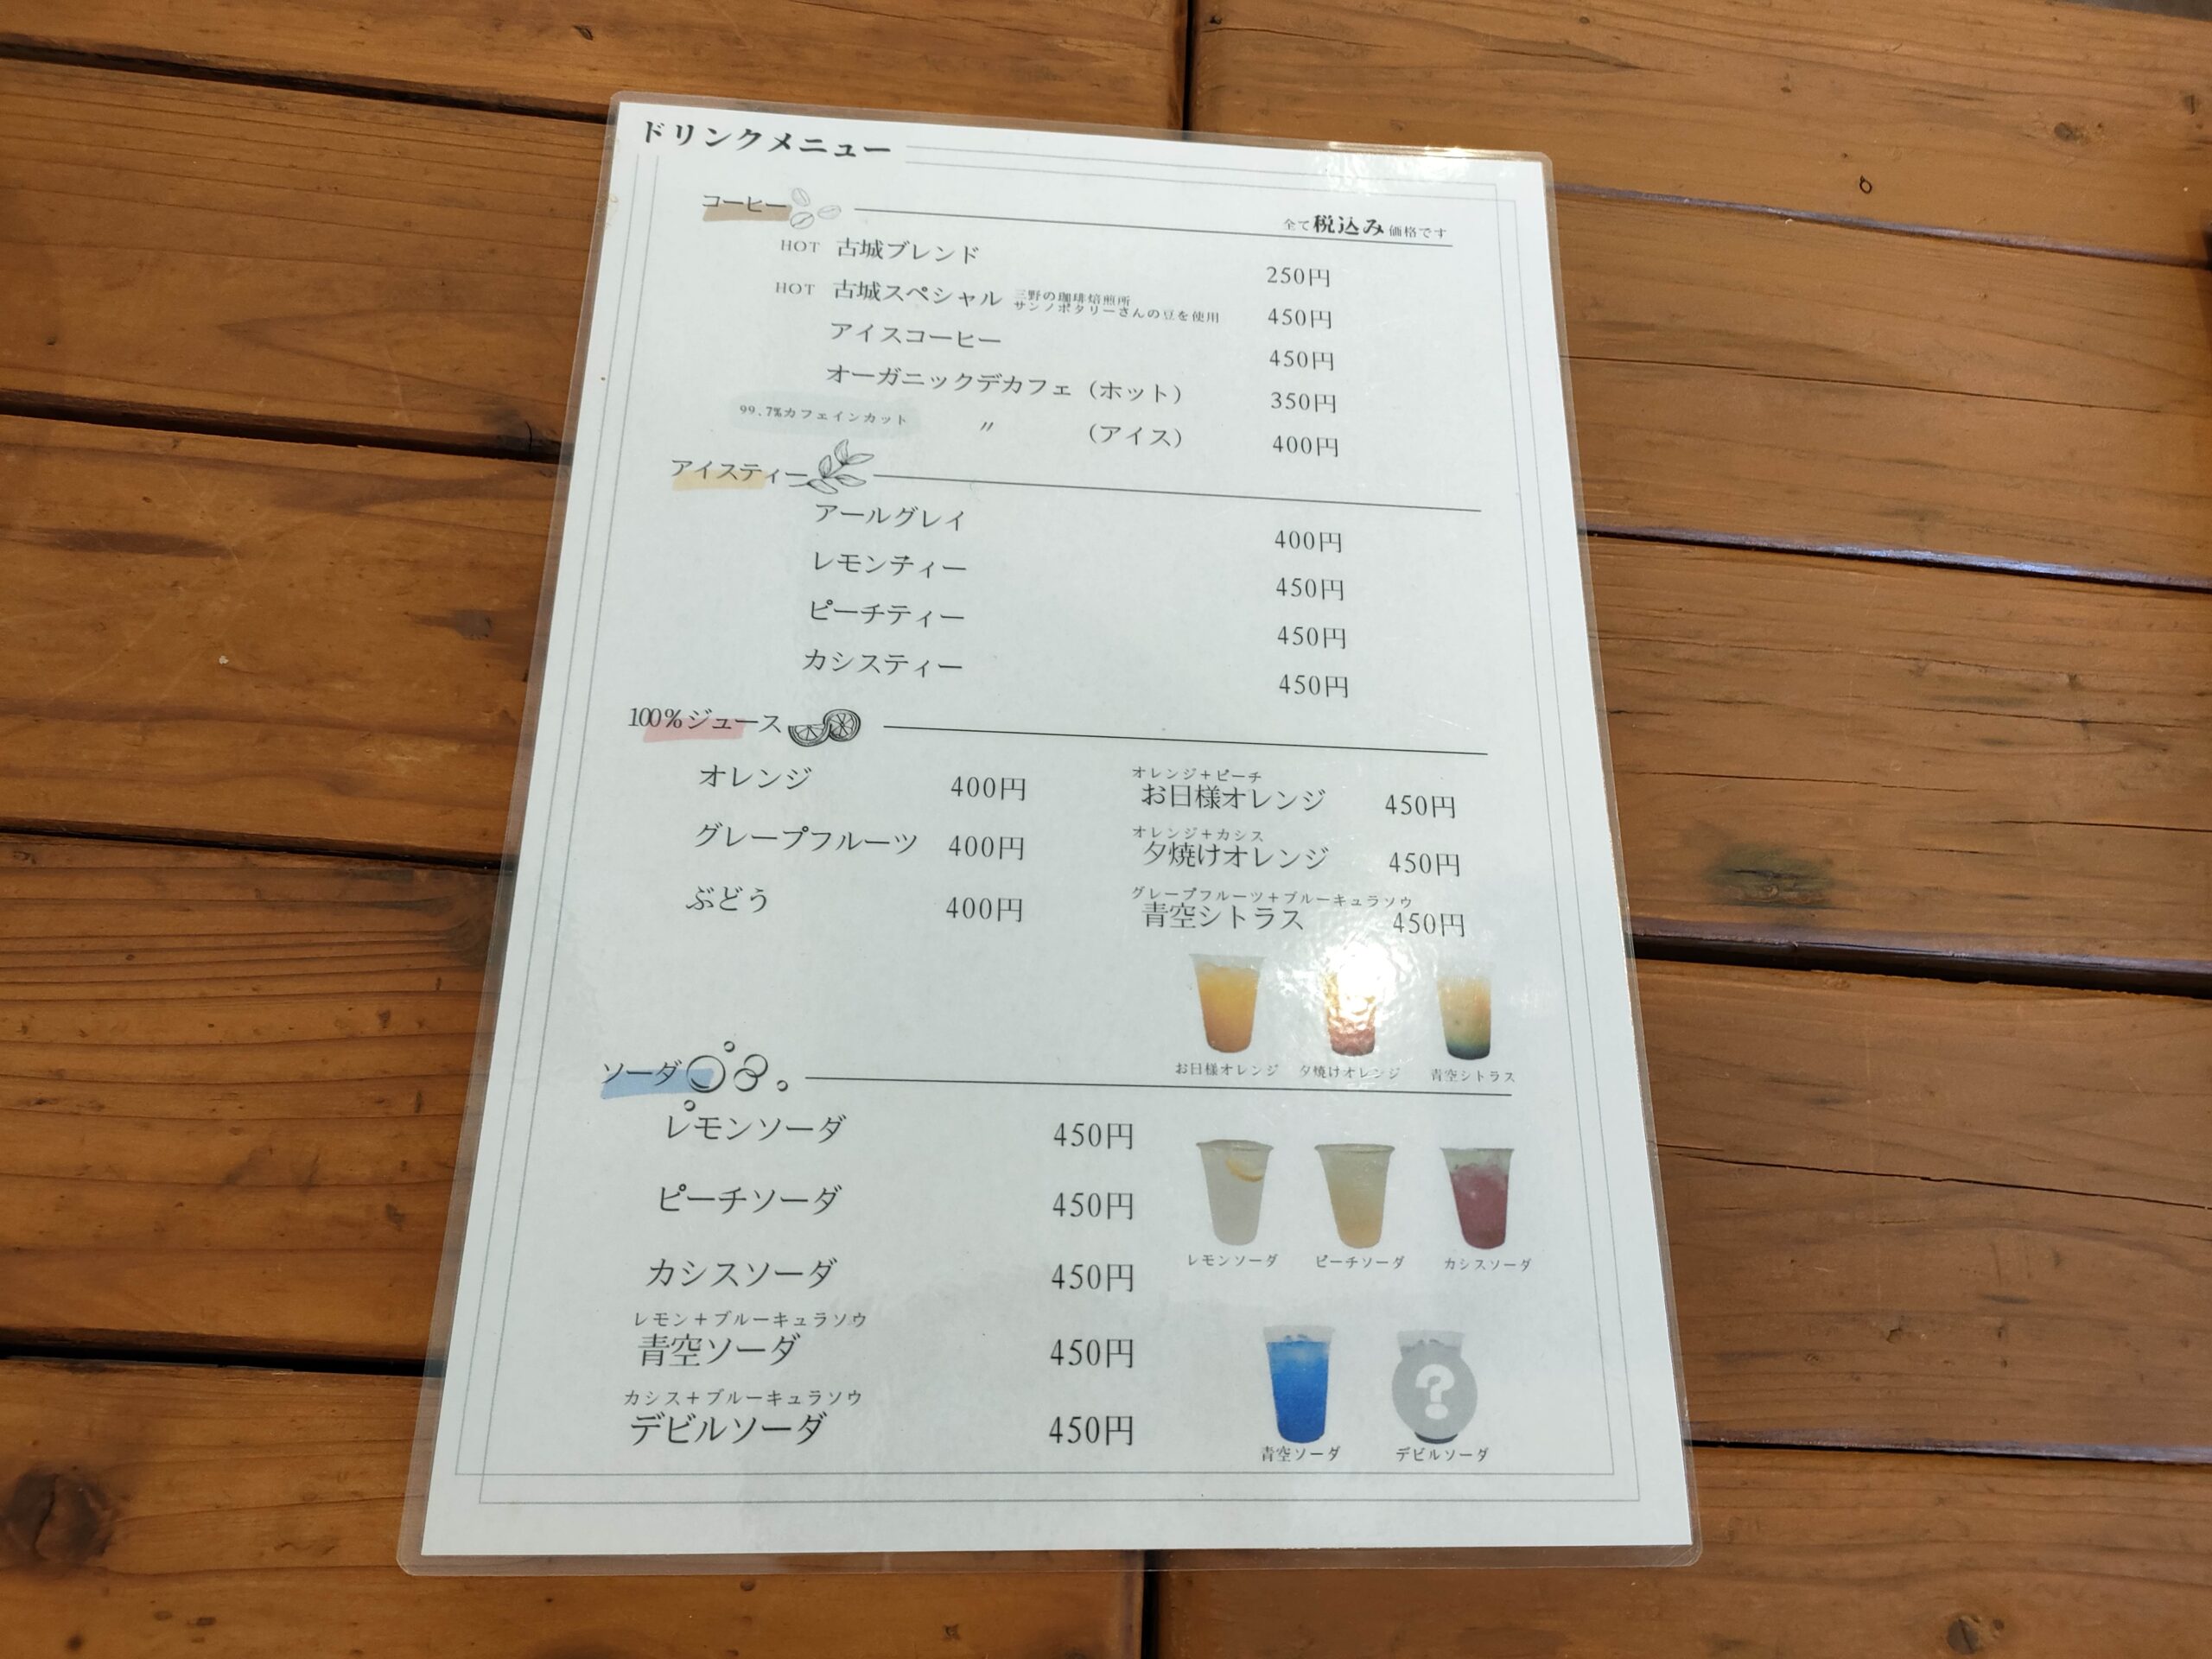 ドリンクメニュー
コーヒー
全て税込み価格です
HOT 古城ブレンド 250円
HOT 古城スペシャル 三野の珈琲焙煎所 サンノポタリーさんの豆を使用 450円
アイスコーヒー 450円
オーガニックデカフェ（ホット） 350円
99.7%カフェインカット 〃 （アイス） 400円
アイスティー
アールグレイ 400円
レモンティー 450円
ピーチティー 450円
カシスティー 450円
100%ジュース
オレンジ 400円
グレープフルーツ 400円
ぶどう 400円
オレンジ＋ピーチ
お日様オレンジ 450円
オレンジ＋カシス
夕焼けオレンジ 450円
グレープフルーツ＋ブルーキュラソウ
青空シトラス 450円
お日様オレンジ 夕焼けオレンジ 青空シトラス
ソーダ
レモンソーダ 450円
ピーチソーダ 450円
カシスソーダ 450円
レモン＋ブルーキュラソウ
青空ソーダ 450円
カシス＋ブルーキュラソウ
デビルソーダ 450円
レモンソーダ ピーチソーダ カシスソーダ
?
青空ソーダ デビルソーダ